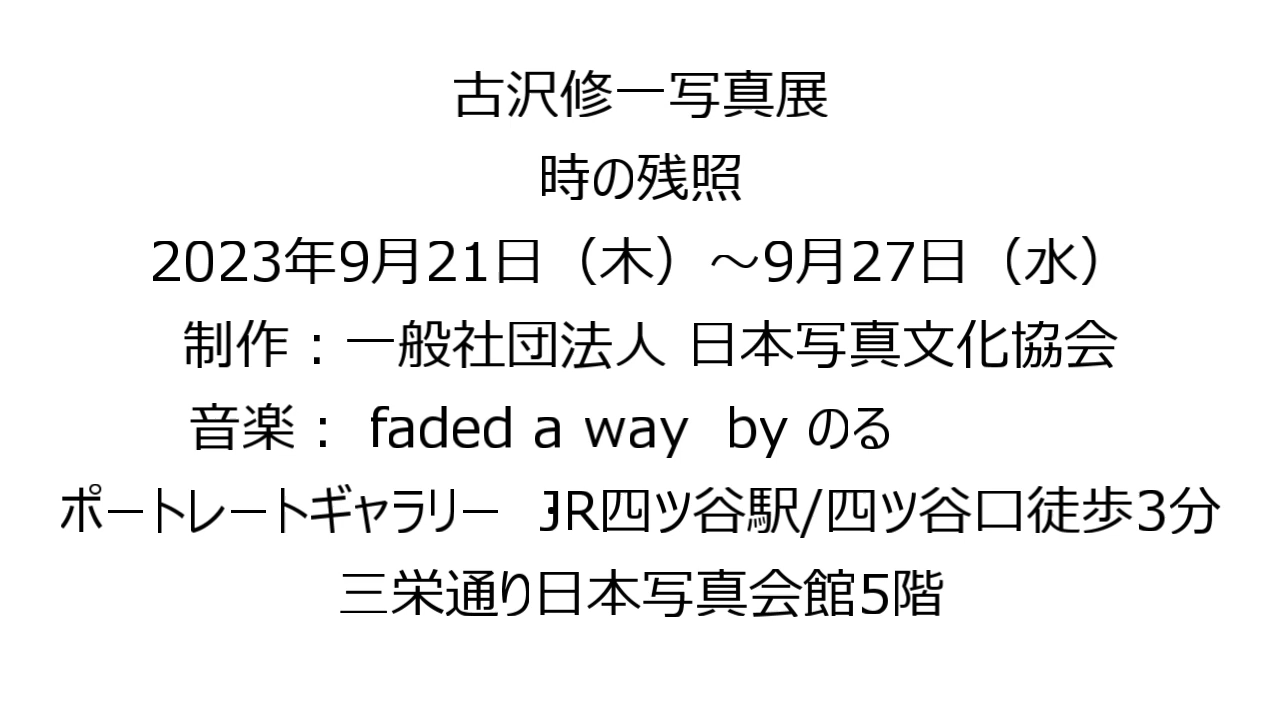 古沢修一写真展
時の残照
2023年9月21日（木）～9月27日（水）
制作：一般社団法人 日本写真文化協会
音楽： faded a way by のる
ポートレートギャラリー ・JR四ツ谷駅/四ツ谷口徒歩3分
三栄通り日本写真会館5階